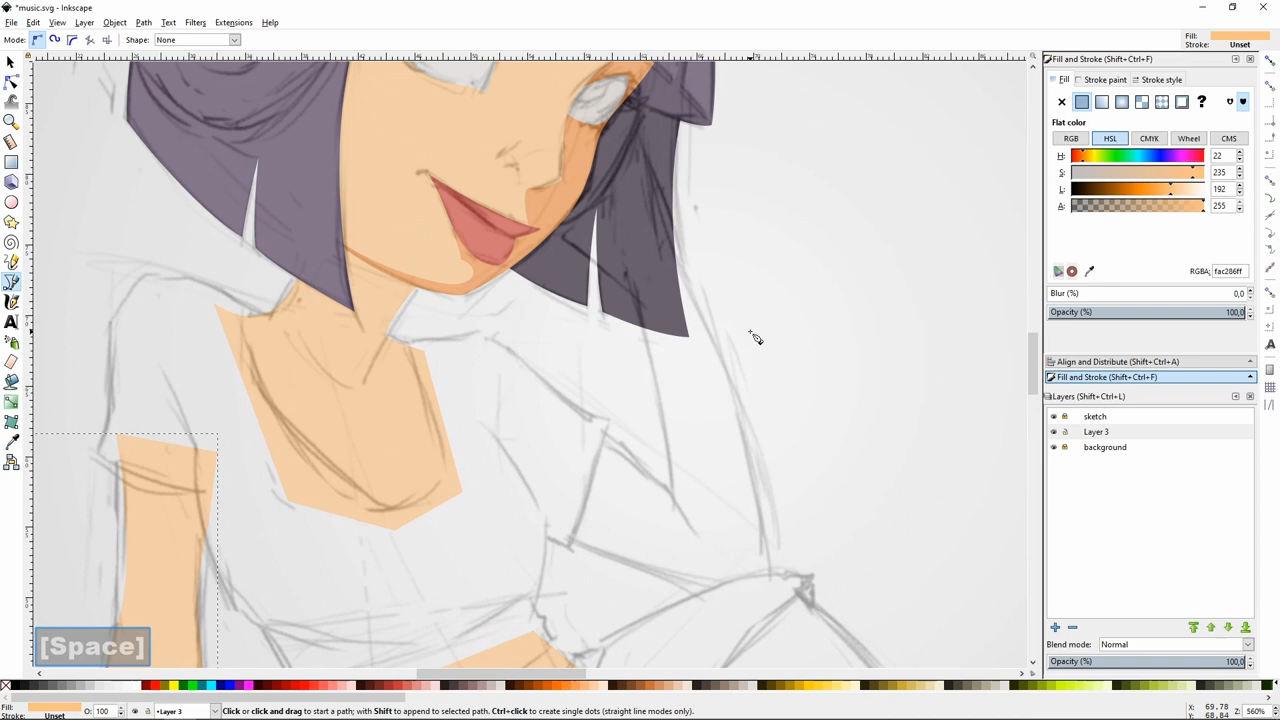 *music.svg - Inkscape
File Edit View Layer Object Path Text Filters Extensions Help
Mode: Shape: None
Fill:
Stroke: Unset
Fill and Stroke (Shift+Ctrl+F)
Fill Stroke paint Stroke style
?
Flat color
RGB HSL CMYK Wheel CMS
H: 22
S: 235
L: 192
A: 255
RGBA: fac286ff
Blur (%) 0,0
Opacity (%) 100,0
Align and Distribute (Shift+Ctrl+A)
Fill and Stroke (Shift+Ctrl+F)
Layers (Shift+Ctrl+L)
sketch
Layer 3
background
Blend mode: Normal
Opacity (%) 100,0
[Space]
Fill:
Stroke: Unset
O: 100
•Layer 3
Click or click and drag to start a path; with Shift to append to selected path. Ctrl+click to create single dots (straight line modes only).
X: 69,78
Y: 68,84
Z: 560%